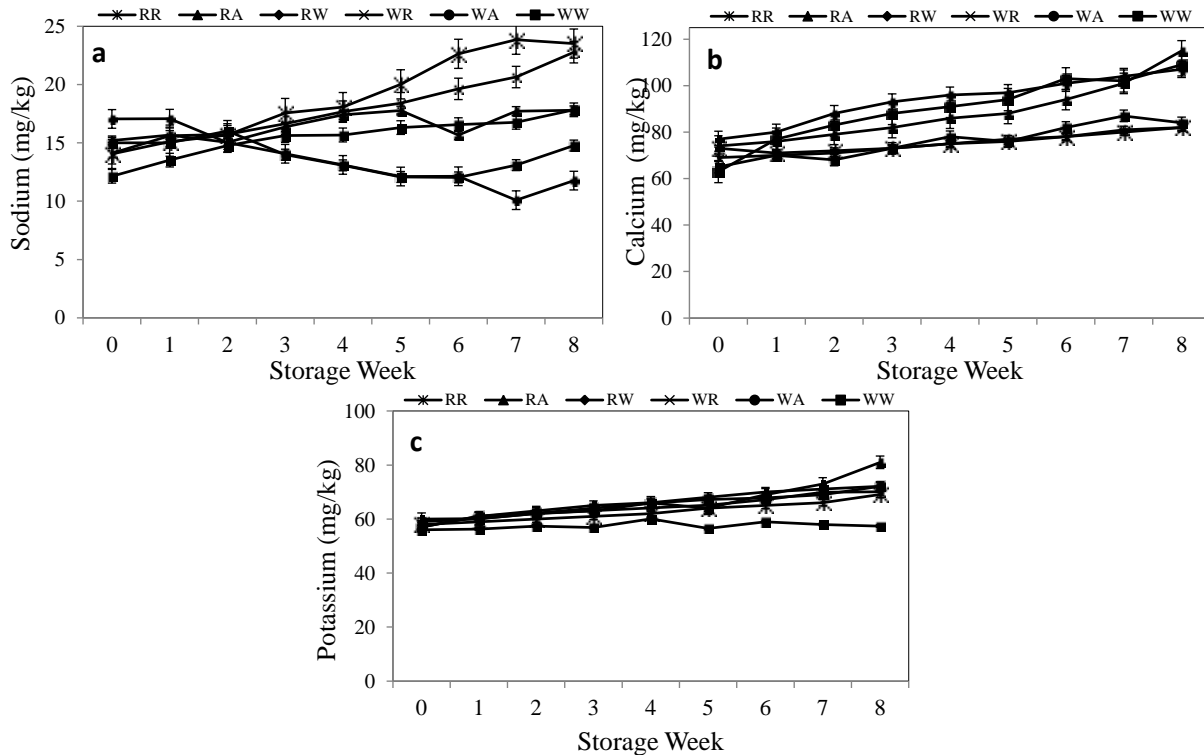 RR RA RW WR WA WW
a
Sodium (mg/kg)
25
20
15
10
5
0
0 1 2 3 4 5 6 7 8
Storage Week
RR RA RW WR WA WW
b
Calcium (mg/kg)
120
100
80
60
40
20
0
0 1 2 3 4 5 6 7 8
Storage Week
RR RA RW WR WA WW
c
Potassium (mg/kg)
100
80
60
40
20
0
0 1 2 3 4 5 6 7 8
Storage Week